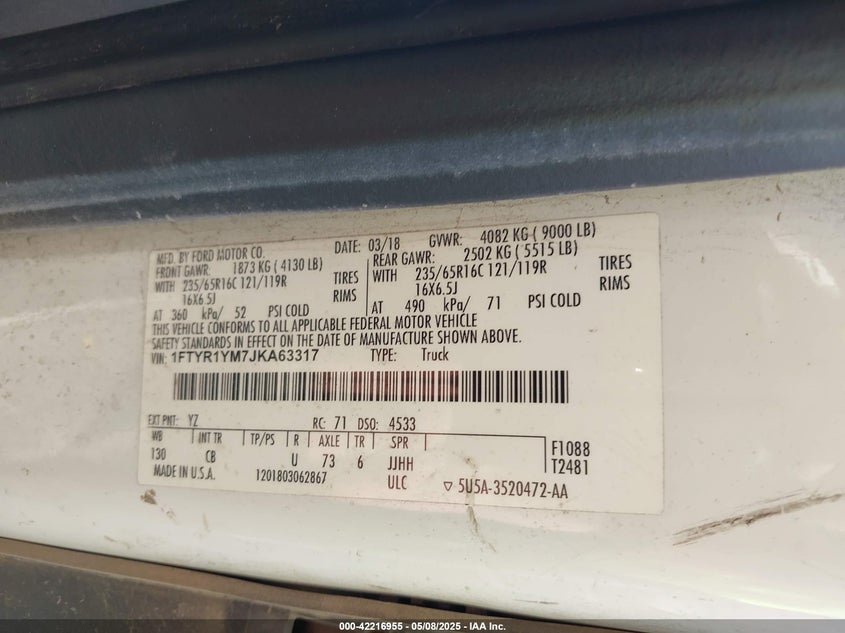 MFD. BY FORD MOTOR CO. DATE: 03/18 GVWR: 4082 KG ( 9000 LB)
FRONT GAWR: 1873 KG ( 4130 LB) REAR GAWR: 2502 KG ( 5515 LB)
WITH 235/65R16C 121/119R TIRES WITH 235/65R16C 121/119R TIRES
16X6.5J RIMS 16X6.5J RIMS
AT 360 kPa/ 52 PSI COLD AT 490 kPa/ 71 PSI COLD
THIS VEHICLE CONFORMS TO ALL APPLICABLE FEDERAL MOTOR VEHICLE
SAFETY STANDARDS IN EFFECT ON THE DATE OF MANUFACTURE SHOWN ABOVE.
VIN: 1FTYR1YM7JKA63317 TYPE: Truck
EXT PNT: YZ RC: 71 DSO: 4533
WB INT TR TP/PS R AXLE TR SPR F1088
130 CB U 73 6 JJHH T2481
MADE IN U.S.A. 1201803062867 ULC ▽ 5U5A-3520472-AA
000-42216955 - 05/08/2025 - IAA Inc.